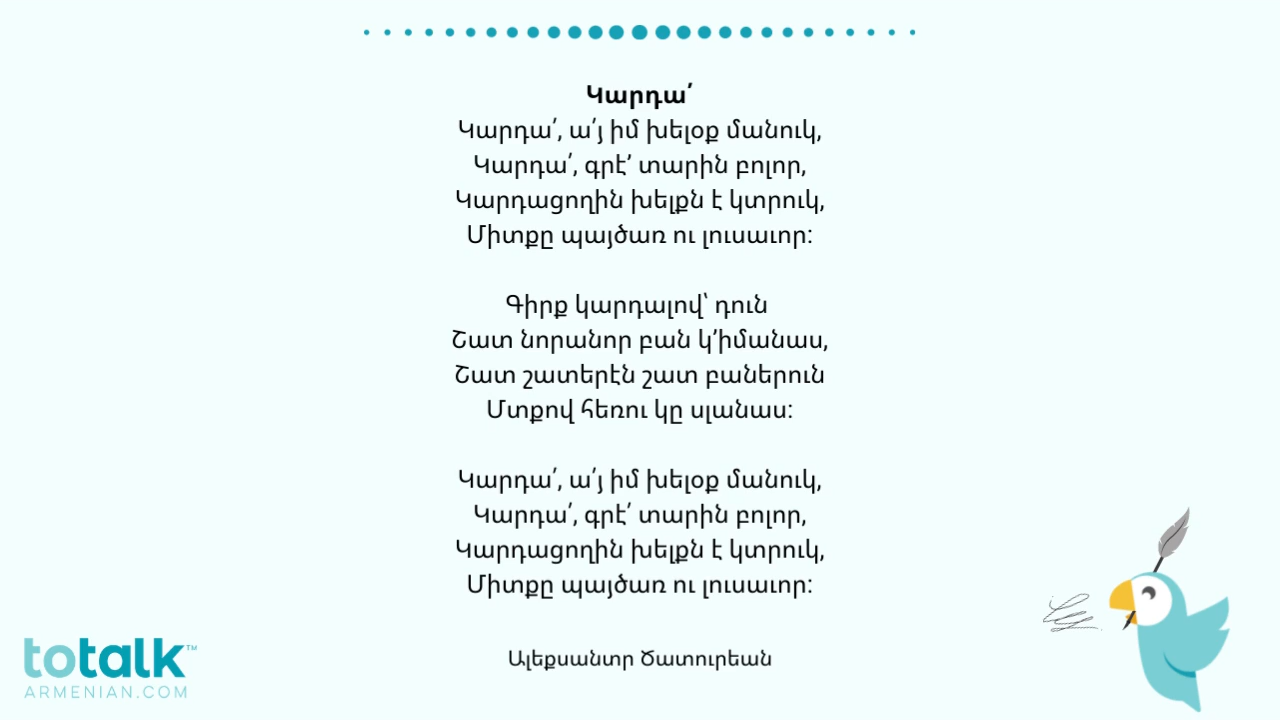 Կարդա՛
Կարդա՛, ա՛յ իմ խելօք մանուկ,
Կարդա՛, գրէ՛ տարին բոլոր,
Կարդացողին խելքն է կտրուկ,
Միտքը պայծառ ու լուսաւոր։
Գիրք կարդալով՝ դուն
Շատ նորանոր բան կ’իմանաս,
Շատ շատերէն շատ բաներուն
Մտքով հեռու կը սլանաս։
Կարդա՛, ա՛յ իմ խելօք մանուկ,
Կարդա՛, գրէ՛ տարին բոլոր,
Կարդացողին խելքն է կտրուկ,
Միտքը պայծառ ու լուսաւոր։
Ալեքսանտր Ծատուրեան
totalk™
ARMENIAN.COM